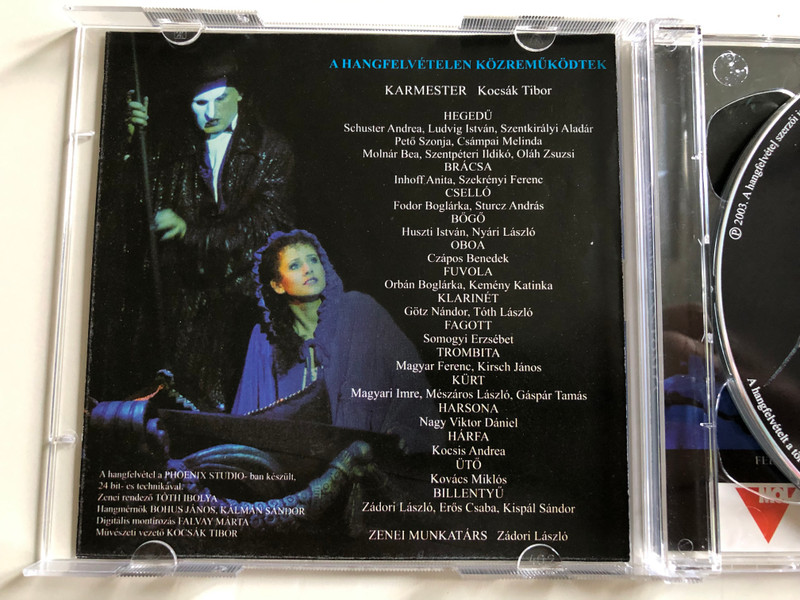 A HANGFELVÉTELEN KÖZREMŰKÖDTEK
KARMESTER Kocsák Tibor
HEGEDŰ
Schuster Andrea, Ludvig István, Szentkirályi Aladár
Pető Szonja, Csámpai Melinda
Molnár Bea, Szentpéteri Ildikó, Oláh Zsuzsi
BRÁCSA
Inhoff Anita, Szekrényi Ferenc
CSELLÓ
Fodor Boglárka, Sturcz András
BŐGŐ
Huszti István, Nyári László
OBOA
Czápos Benedek
FUVOLA
Orbán Boglárka, Kemény Katinka
KLARINÉT
Götz Nándor, Tóth László
FAGOTT
Somogyi Erzsébet
TROMBITA
Magyar Ferenc, Kirsch János
KÜRT
Magyari Imre, Mészáros László, Gáspár Tamás
HARSONA
Nagy Viktor Dániel
HÁRFA
Kocsis Andrea
ÜTŐ
Kovács Miklós
BILLENTYŰ
Zádori László, Erős Csaba, Kispál Sándor
ZENEI MUNKATÁRS Zádori László
A hangfelvétel a PHOENIX STUDIO- ban készült,
24 bit- es technikával.
Zenei rendező TÓTH IBOLYA
Hangmérnök BOHUS JÁNOS, KÁLMÁN SÁNDOR
Digitális montírozás FALVAY MÁRTA
Művészeti vezető KOCSÁK TIBOR
℗ 2003. A hangfelvétel szerzői
A hangfelvételt a